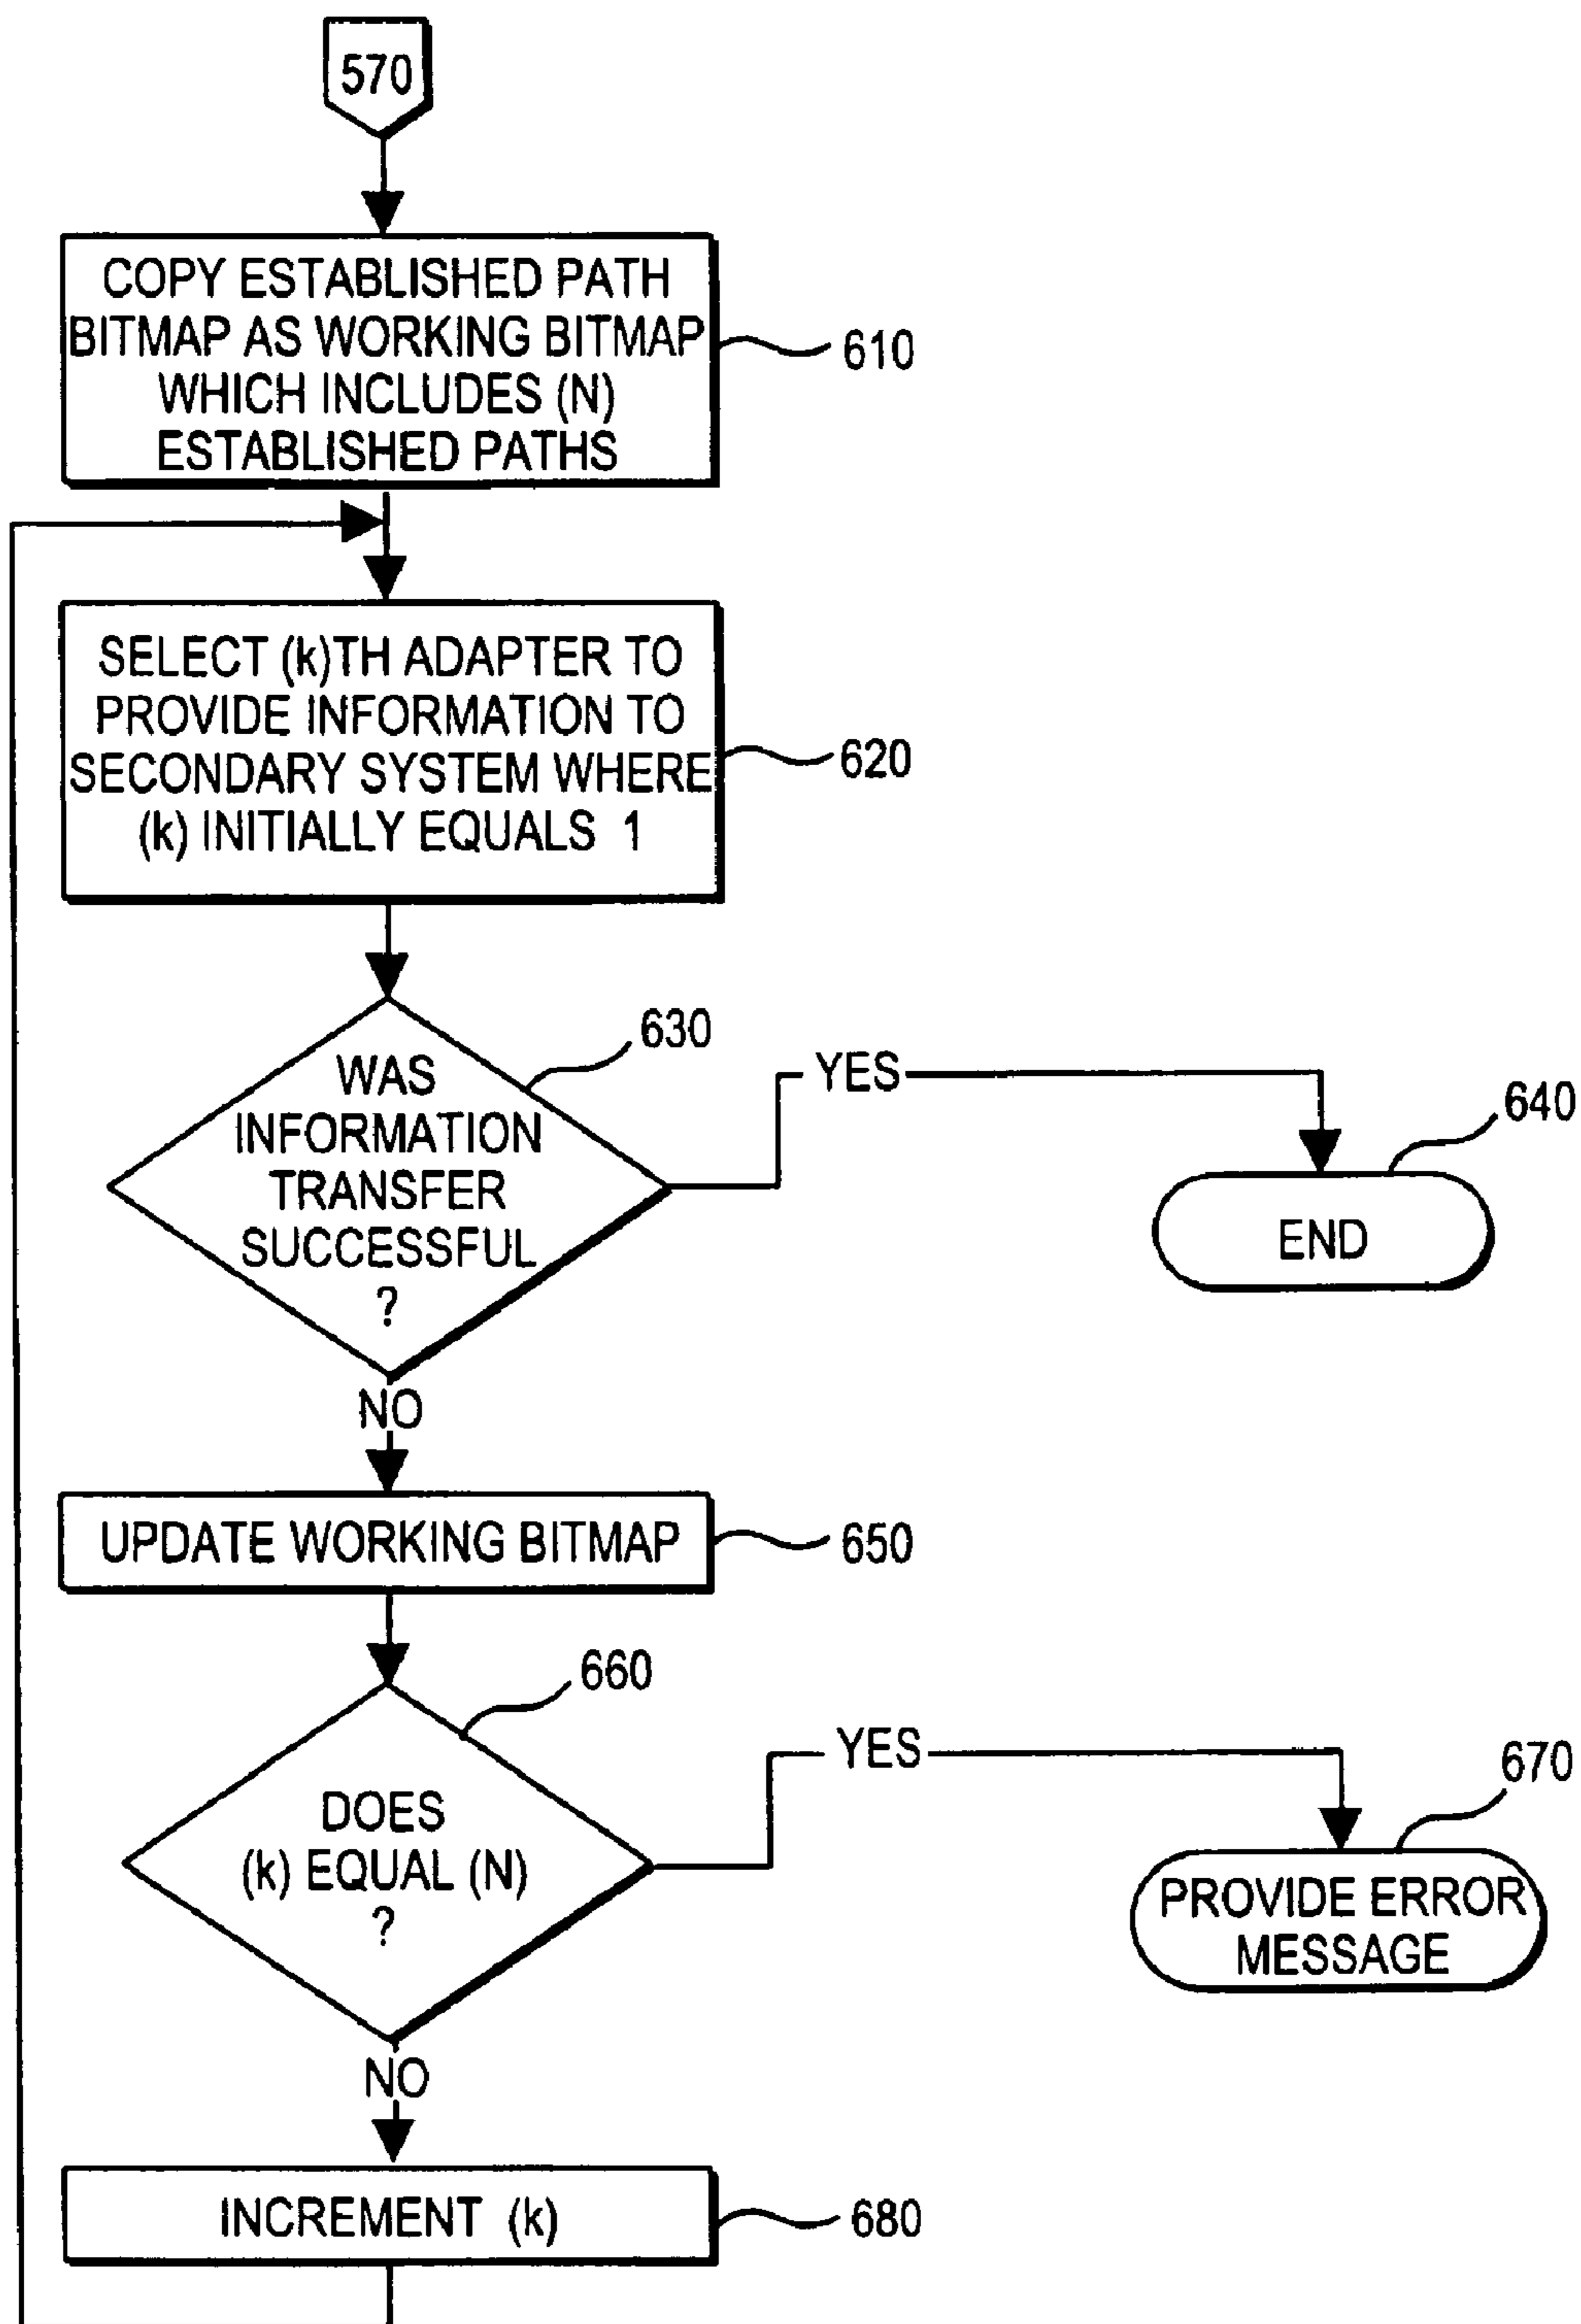 570
COPY ESTABLISHED PATH
BITMAP AS WORKING BITMAP
WHICH INCLUDES (N)
ESTABLISHED PATHS
610
SELECT (k)TH ADAPTER TO
PROVIDE INFORMATION TO
SECONDARY SYSTEM WHERE
(k) INITIALLY EQUALS 1
620
630
WAS
INFORMATION
TRANSFER
SUCCESSFUL
?
YES
640
END
NO
UPDATE WORKING BITMAP
650
660
DOES
(k) EQUAL (N)
?
YES
670
PROVIDE ERROR
MESSAGE
NO
INCREMENT (k)
680